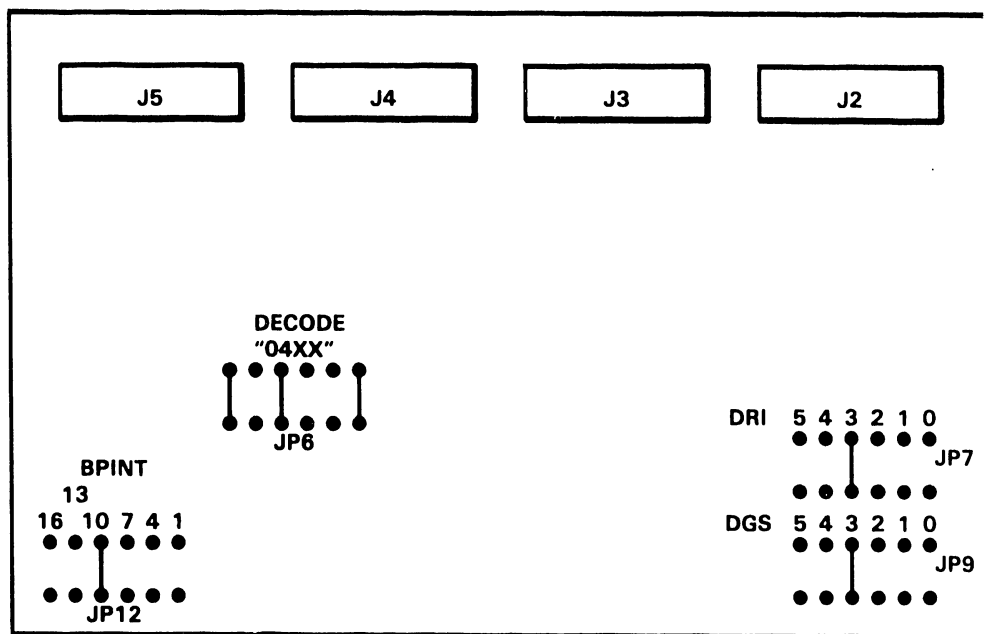 J5 J4 J3 J2
DECODE
"04XX"
JP6
DRI 5 4 3 2 1 0
JP7
BPINT
13
16 10 7 4 1
JP12
DGS 5 4 3 2 1 0
JP9